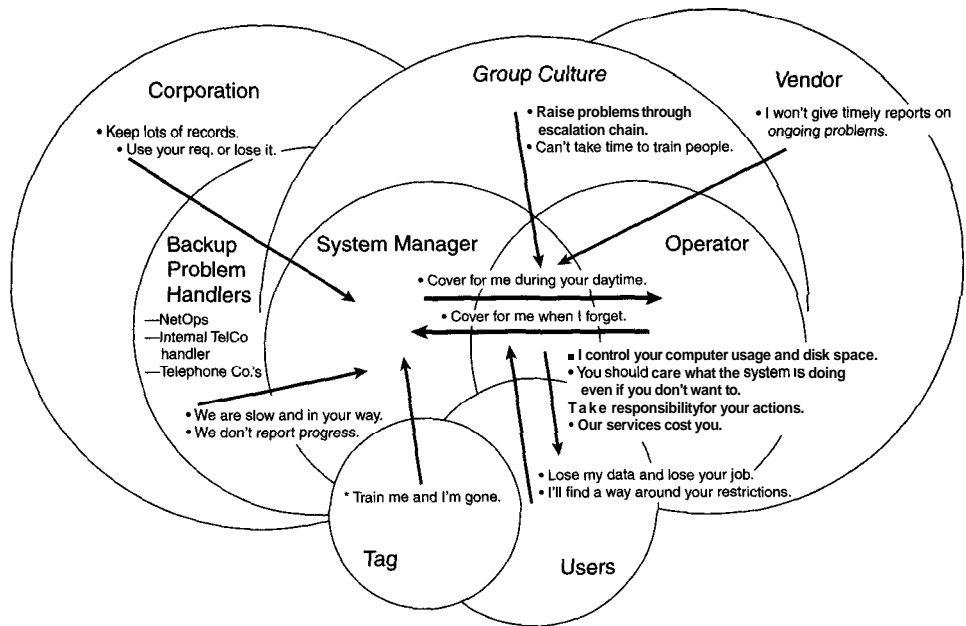 Corporation
• Keep lots of records.
• Use your req. or lose it.
Group Culture
• Raise problems through
escalation chain.
• Can't take time to train people.
Vendor
• I won't give timely reports on
ongoing problems.
Backup
Problem
Handlers
—NetOps
—Internal TelCo
handler
—Telephone Co.'s
System Manager
Operator
• Cover for me during your daytime.
• Cover for me when I forget.
■ I control your computer usage and disk space.
• You should care what the system is doing
even if you don't want to.
Take responsibilityfor your actions.
• Our services cost you.
• We are slow and in your way.
• We don't report progress.
* Train me and I'm gone.
• Lose my data and lose your job.
• I'll find a way around your restrictions.
Tag
Users